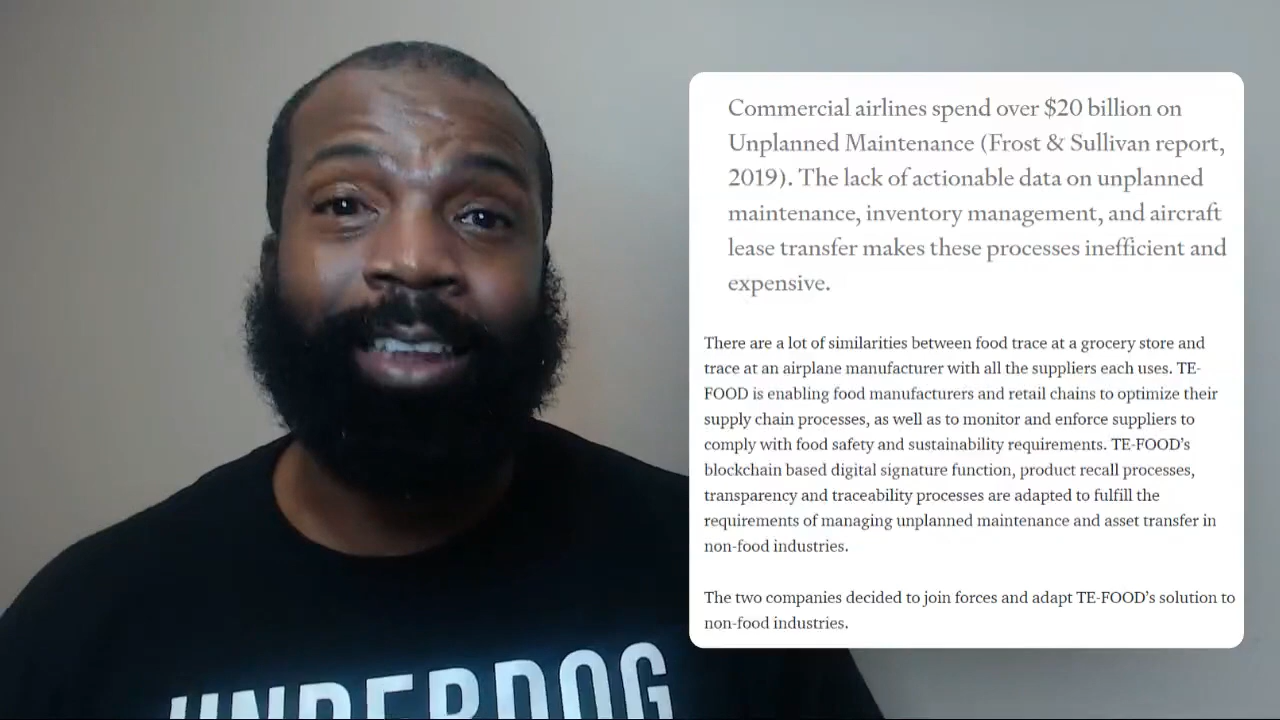 Commercial airlines spend over $20 billion on
Unplanned Maintenance (Frost & Sullivan report,
2019). The lack of actionable data on unplanned
maintenance, inventory management, and aircraft
lease transfer makes these processes inefficient and
expensive.
There are a lot of similarities between food trace at a grocery store and
trace at an airplane manufacturer with all the suppliers each uses. TE-
FOOD is enabling food manufacturers and retail chains to optimize their
supply chain processes, as well as to monitor and enforce suppliers to
comply with food safety and sustainability requirements. TE-FOOD’s
blockchain based digital signature function, product recall processes,
transparency and traceability processes are adapted to fulfill the
requirements of managing unplanned maintenance and asset transfer in
non-food industries.
The two companies decided to join forces and adapt TE-FOOD’s solution to
non-food industries.
UNDERDOG